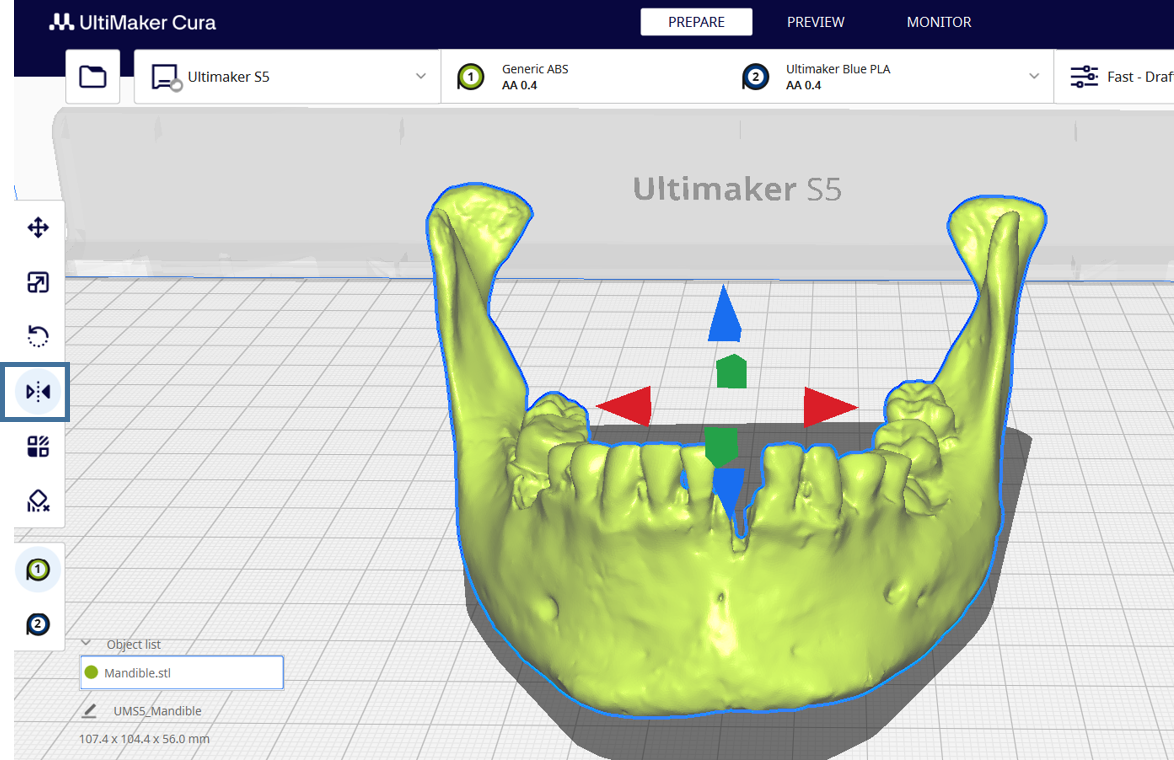 UltiMaker Cura
PREPARE
PREVIEW
MONITOR
Ultimaker S5
1
Generic ABS
AA 0.4
2
Ultimaker Blue PLA
AA 0.4
Fast - Draf
Ultimaker S5
1
2
Object list
Mandible.stl
UMS5_Mandible
107.4 x 104.4 x 56.0 mm